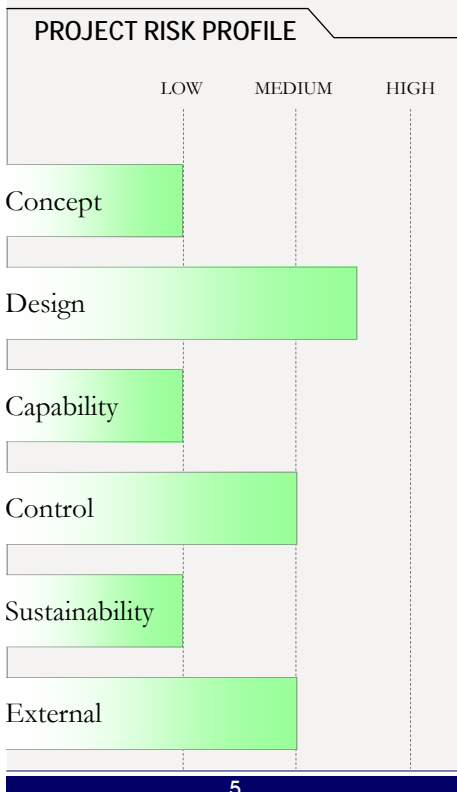 PROJECT RISK PROFILE
LOW MEDIUM HIGH
Concept
Design
Capability
Control
Sustainability
External
5